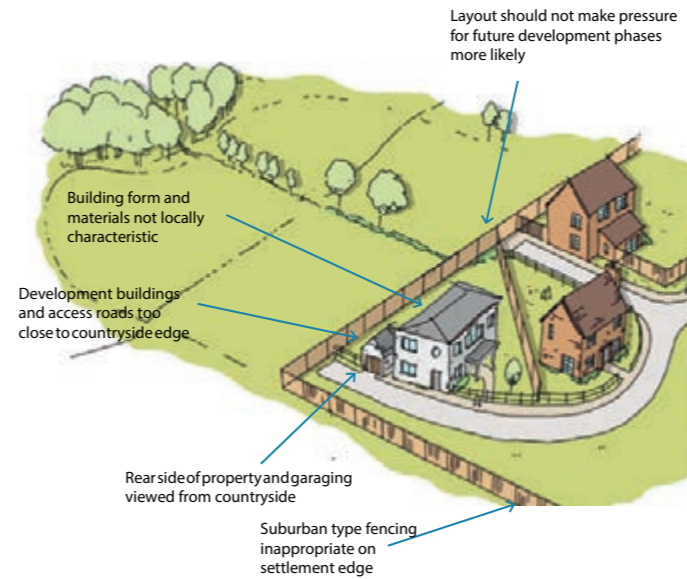 Layout should not make pressure
for future development phases
more likely
Building form and
materials not locally
characteristic
Development buildings
and access roads too
close to countryside edge
Rear side of property and garaging
viewed from countryside
Suburban type fencing
inappropriate on
settlement edge